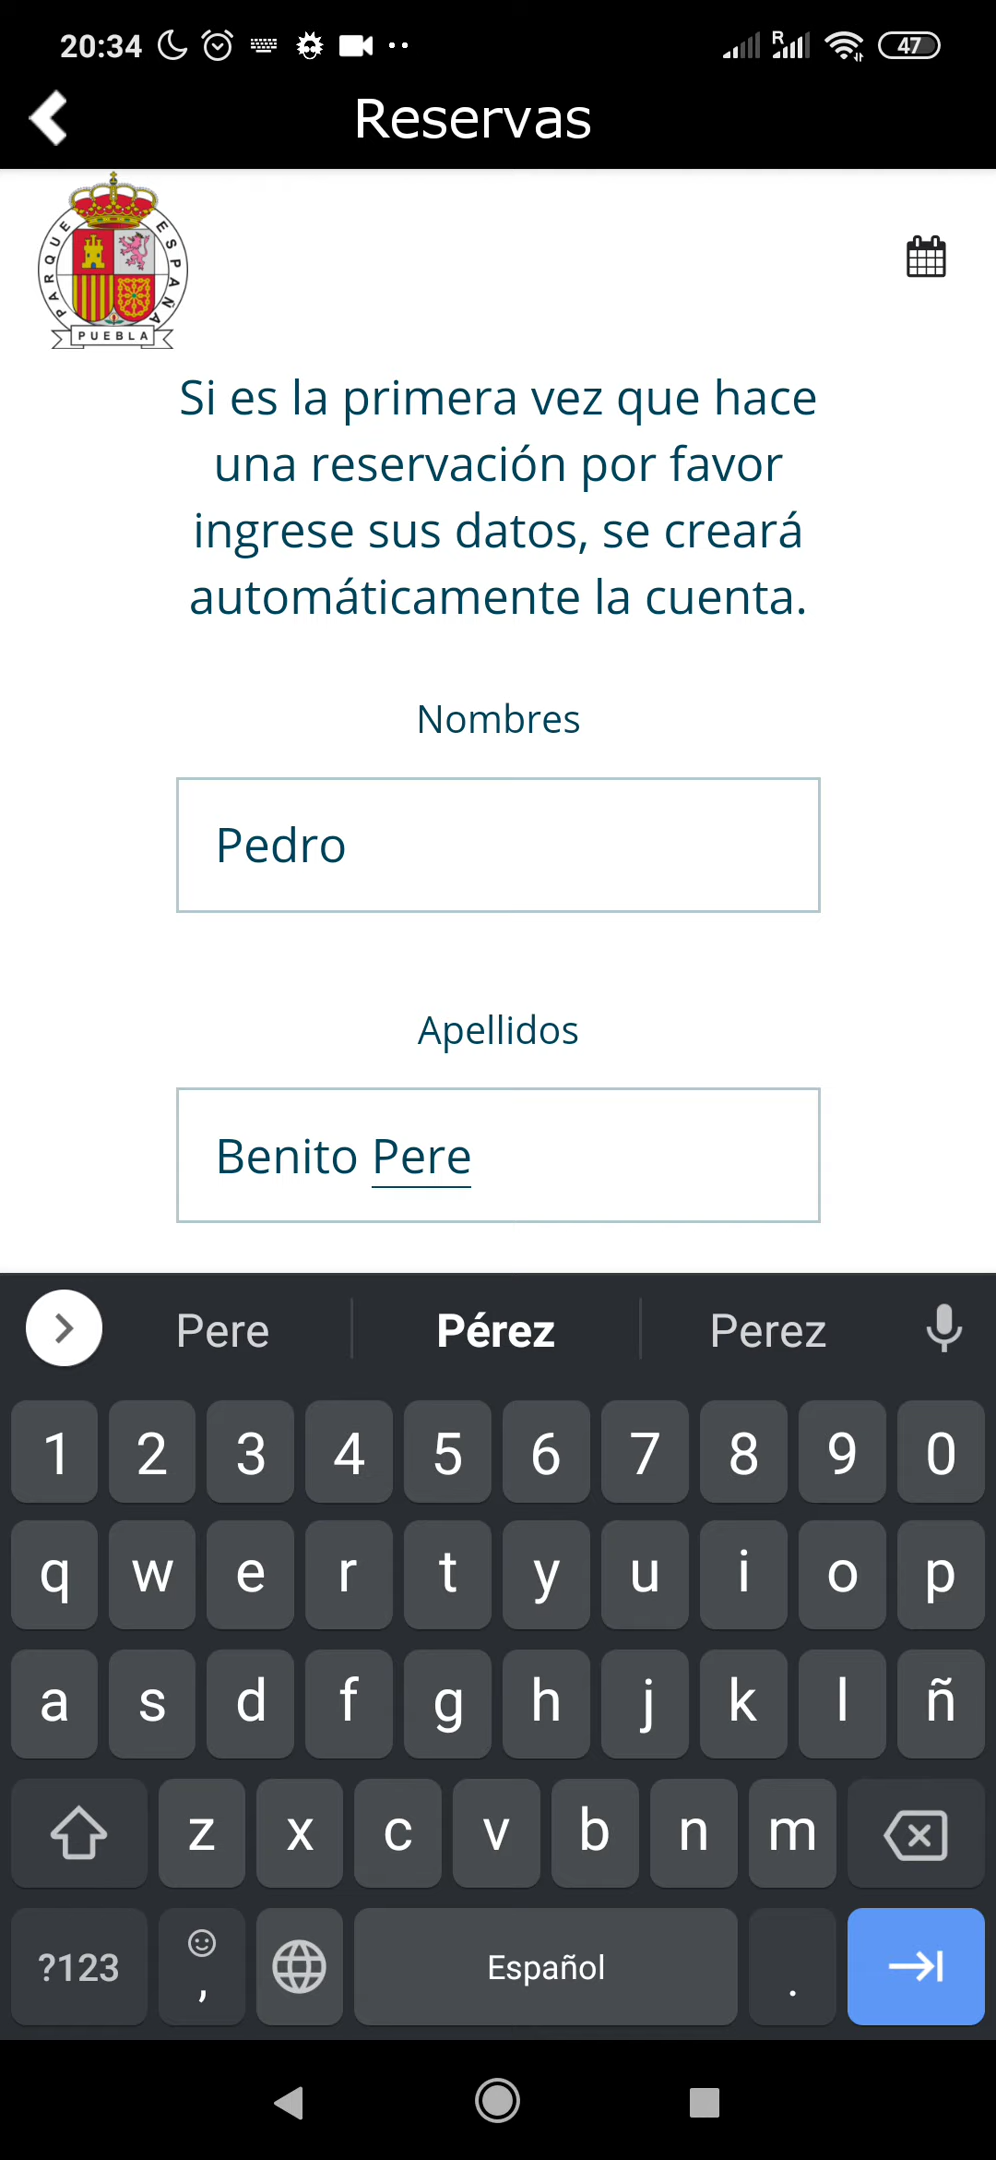 20:34
R
47
Reservas
PARQUE ESPAÑA
PUEBLA
Si es la primera vez que hace
una reservación por favor
ingrese sus datos, se creará
automáticamente la cuenta.
Nombres
Pedro
Apellidos
Benito Pere
Pere Pérez Perez
1 2 3 4 5 6 7 8 9 0
q w e r t y u i o p
a s d f g h j k l ñ
z x c v b n m
?123 , Español .